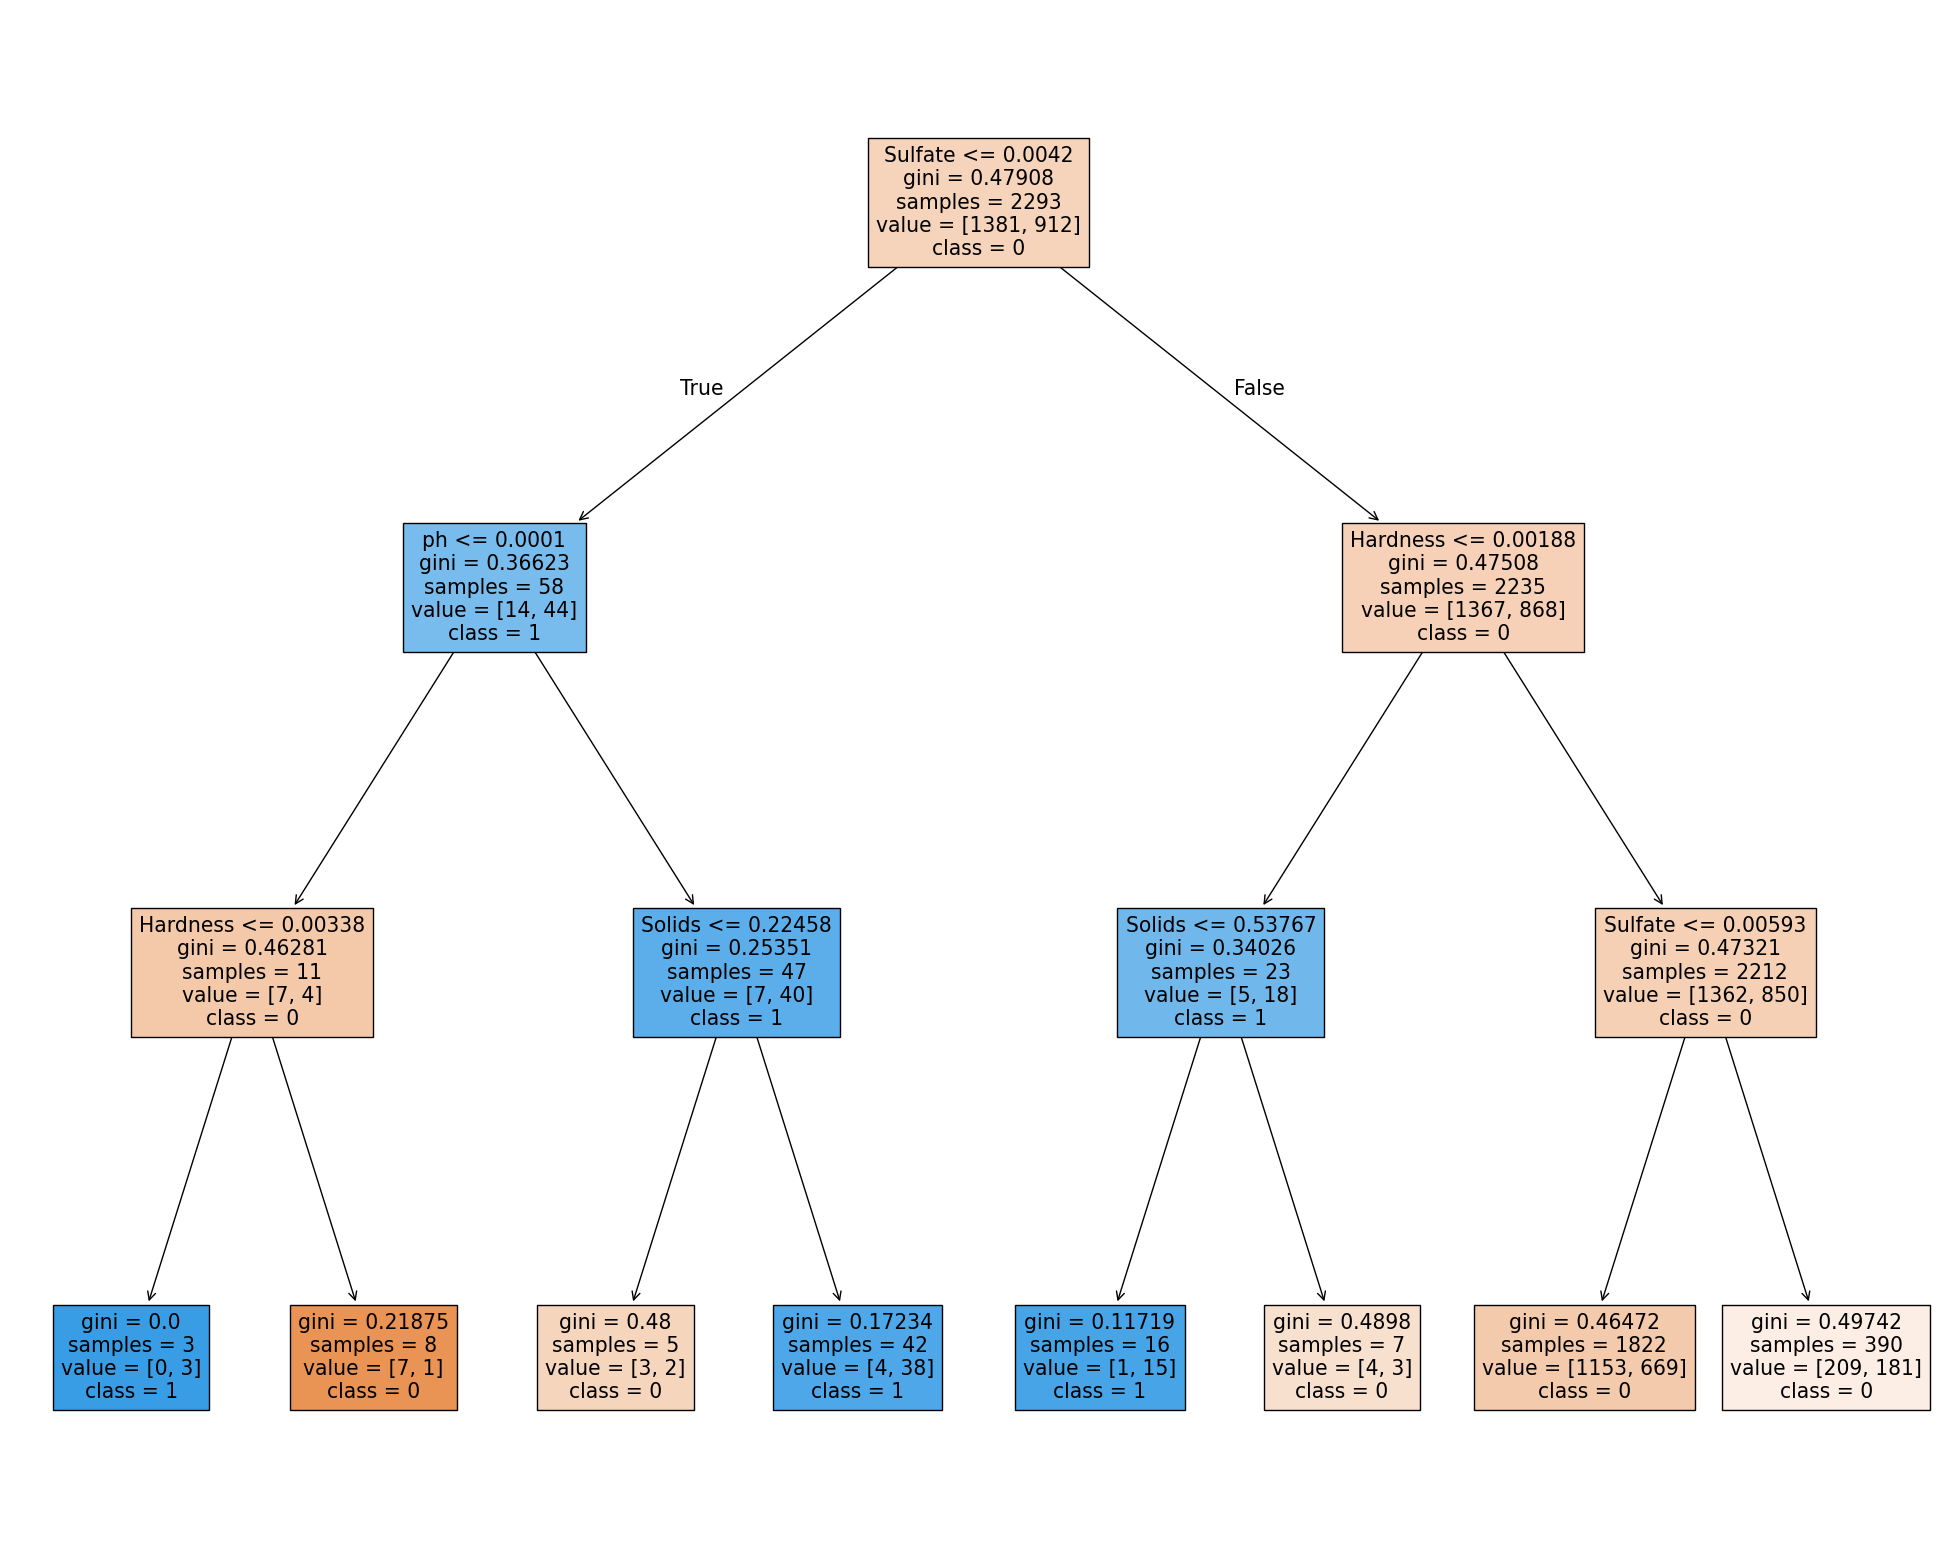 Sulfate <= 0.0042
gini = 0.47908
samples = 2293
value = [1381, 912]
class = 0
True
False
ph <= 0.0001
gini = 0.36623
samples = 58
value = [14, 44]
class = 1
Hardness <= 0.00188
gini = 0.47508
samples = 2235
value = [1367, 868]
class = 0
Hardness <= 0.00338
gini = 0.46281
samples = 11
value = [7, 4]
class = 0
Solids <= 0.22458
gini = 0.25351
samples = 47
value = [7, 40]
class = 1
Solids <= 0.53767
gini = 0.34026
samples = 23
value = [5, 18]
class = 1
Sulfate <= 0.00593
gini = 0.47321
samples = 2212
value = [1362, 850]
class = 0
gini = 0.0
samples = 3
value = [0, 3]
class = 1
gini = 0.21875
samples = 8
value = [7, 1]
class = 0
gini = 0.48
samples = 5
value = [3, 2]
class = 0
gini = 0.17234
samples = 42
value = [4, 38]
class = 1
gini = 0.11719
samples = 16
value = [1, 15]
class = 1
gini = 0.4898
samples = 7
value = [4, 3]
class = 0
gini = 0.46472
samples = 1822
value = [1153, 669]
class = 0
gini = 0.49742
samples = 390
value = [209, 181]
class = 0